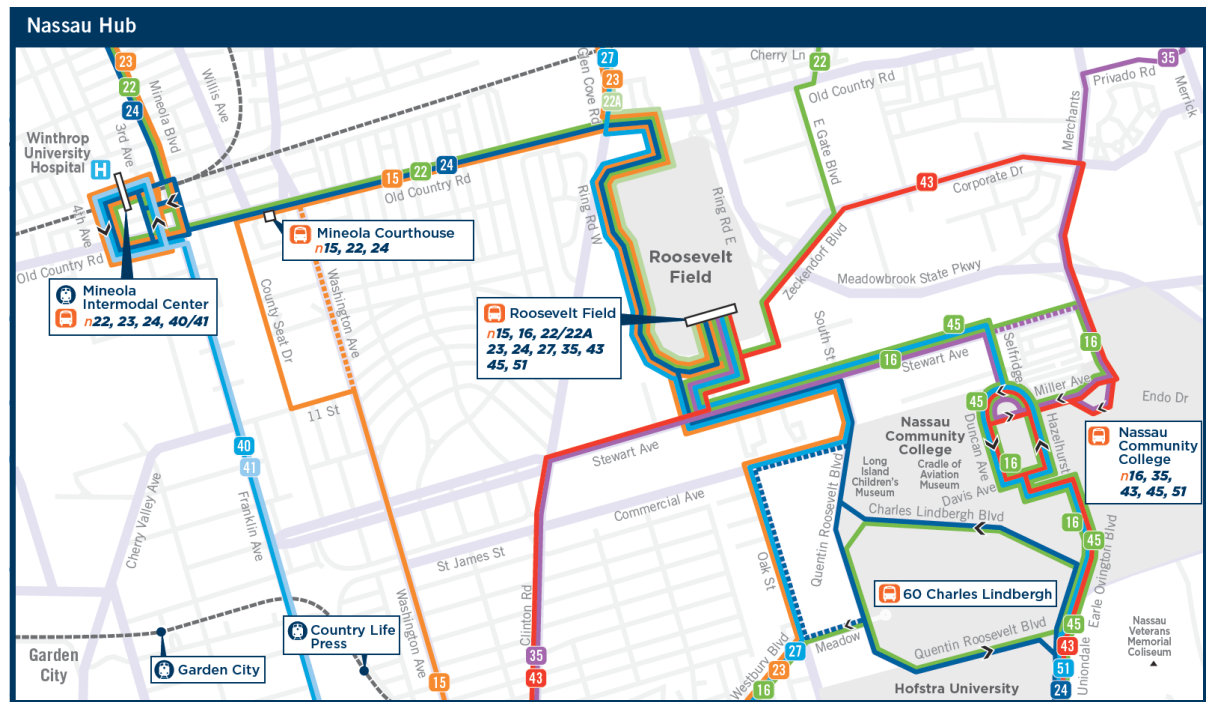 Nassau Hub
23
22
24
Mineola Blvd
Willis Ave
3rd Ave
Winthrop
University
Hospital
H
4th Ave
Old Country Rd
Mineola
Intermodal Center
n22, 23, 24, 40/41
15
22
24
Old Country Rd
Mineola Courthouse
n15, 22, 24
County Seat Dr
Washington Ave
11 St
27
23
22A
Glen Cove Rd
Ring Rd W
Ring Rd E
Roosevelt
Field
Roosevelt Field
n15, 16, 22/22A
23, 24, 27, 35, 43
45, 51
Cherry Ln
22
Old Country Rd
E Gate Blvd
Zeckendorf Blvd
43
Corporate Dr
Meadowbrook State Pkwy
35
Privado Rd
Merrick
Merchants
South St
45
16
Stewart Ave
Selfridge
16
Miller Ave
Endo Dr
45
Duncan Ave
Hazelhurst
16
Davis Ave
Nassau
Community
College
Nassau
Community
College
n16, 35,
43, 45, 51
Long
Island
Children's
Museum
Cradle of
Aviation
Museum
Charles Lindbergh Blvd
Quentin Roosevelt Blvd
60 Charles Lindbergh
Quentin Roosevelt Blvd
16
45
Earle Ovington Blvd
45
43
51
24
Uniondale
Nassau
Veterans
Memorial
Coliseum
Hofstra University
Meadow
Oak St
27
23
16
Westbury Blvd
Stewart Ave
Commercial Ave
St James St
Clinton Rd
35
43
Washington Ave
15
40
41
Franklin Ave
Cherry Valley Ave
Country Life
Press
Garden City
Garden
City